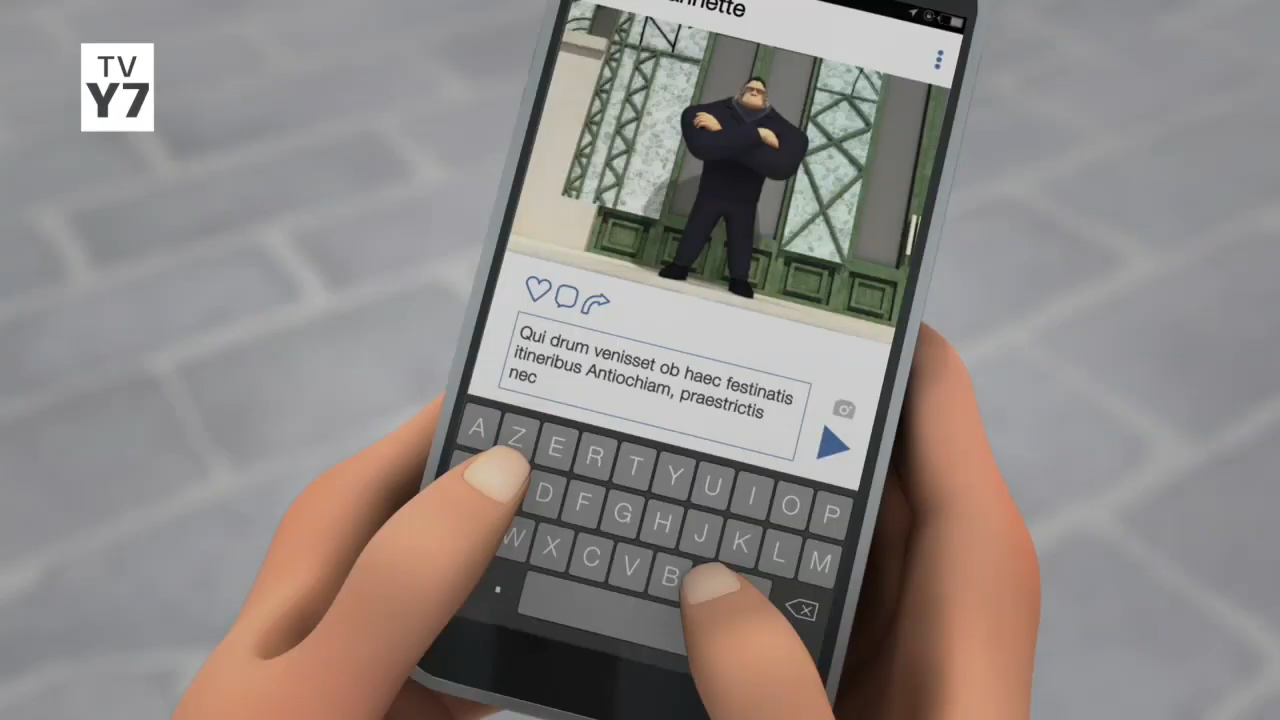 TV
Y7
Qui drum venisset ob haec festinatis
itineribus Antiochiam, praestrictis
nec
A Z E R T Y U I O P
D F G H J K L M
W X C V B